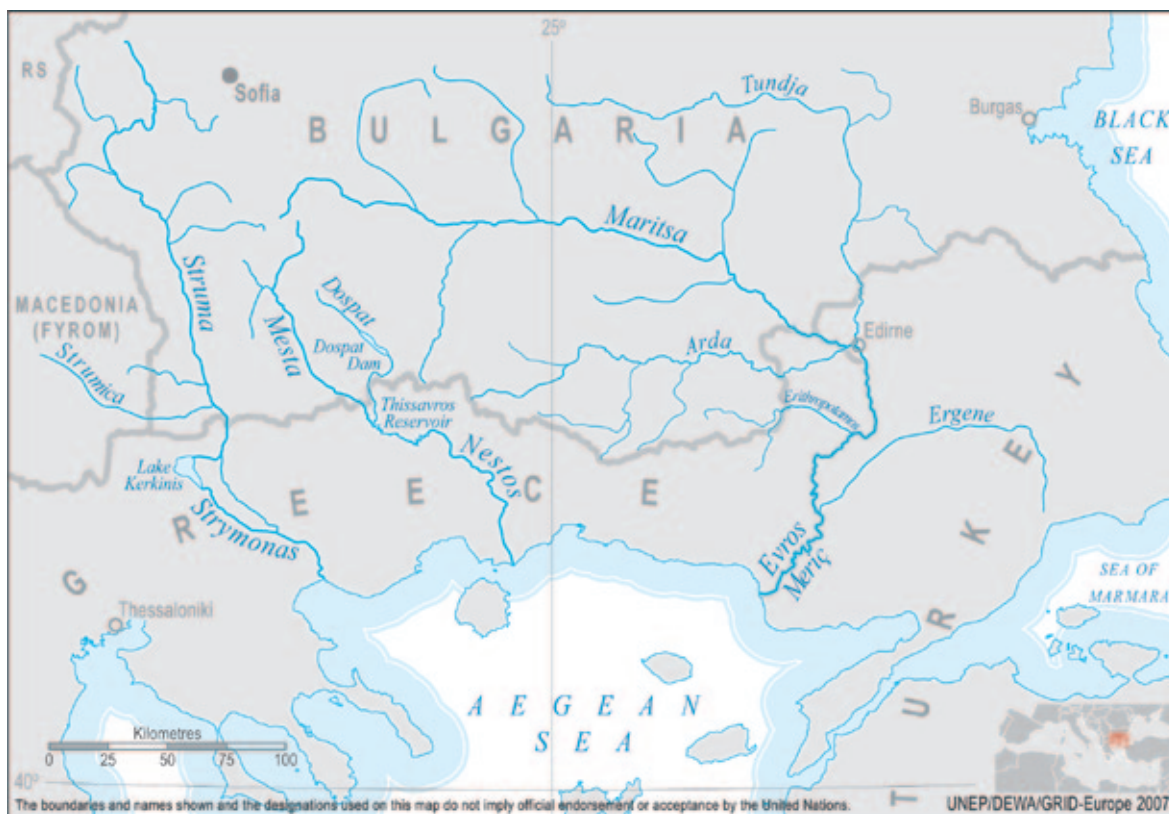 25º
RS
Sofia
Tundja
Burgas
BULGARIA
BLACK
SEA
Maritsa
Struma
MACEDONIA
(FYROM)
Dospat
Mesta
Dospat
Dam
Edirne
Arda
Strumica
Thissavros
Reservoir
Erithropotamos
Ergene
Nestos
Lake
Kerkinis
GREECE
Strymonas
Evros
Meriç
TURKEY
SEA OF
MARMARA
Thessaloniki
AEGEAN
SEA
Kilometres
0 25 50 75 100
40º
The boundaries and names shown and the designations used on this map do not imply official endorsement or acceptance by the United Nations.
UNEP/DEWA/GRID-Europe 2007